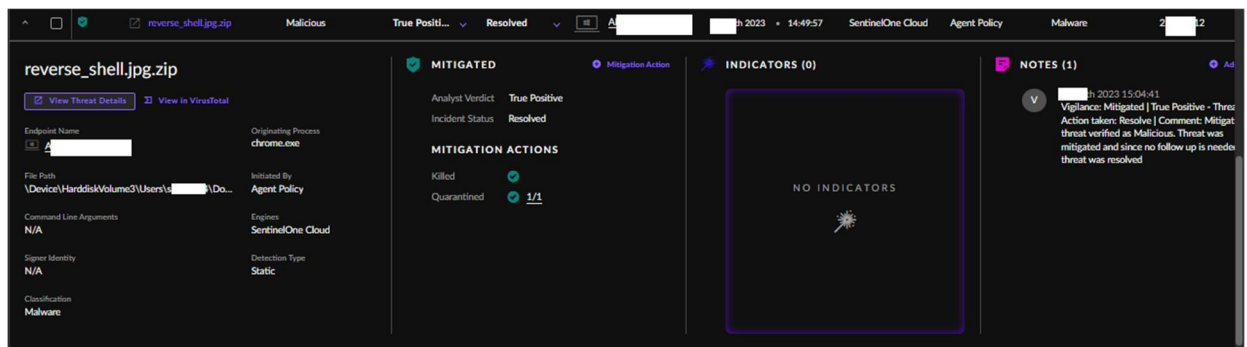 reverse_shell.jpg.zip Malicious True Positi... Resolved A 2023 • 14:49:57 SentinelOne Cloud Agent Policy Malware 2 12
reverse_shell.jpg.zip
View Threat Details View in VirusTotal
Endpoint Name
A
Originating Process
chrome.exe
File Path
\Device\HarddiskVolume3\Users\s \Do...
Initiated By
Agent Policy
Command Line Arguments
N/A
Engines
SentinelOne Cloud
Signer Identity
N/A
Detection Type
Static
Classification
Malware
MITIGATED Mitigation Action
Analyst Verdict True Positive
Incident Status Resolved
MITIGATION ACTIONS
Killed
Quarantined 1/1
INDICATORS (0)
NO INDICATORS
NOTES (1) Ad
V
th 2023 15:04:41
Vigilance: Mitigated | True Positive - Threa
Action taken: Resolve | Comment: Mitigat
threat verified as Malicious. Threat was
mitigated and since no follow up is neede
threat was resolved